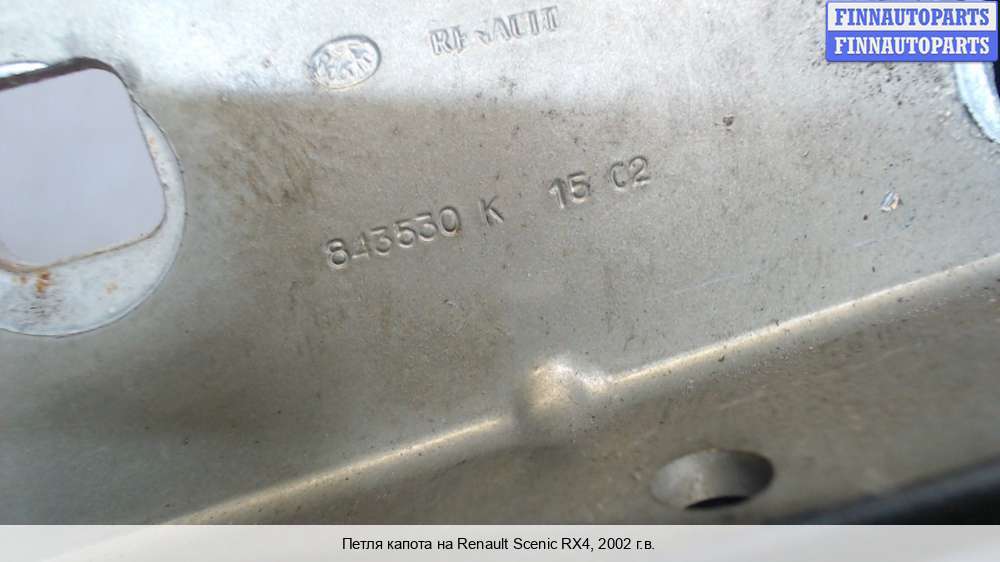 FINNAUTOPARTS
FINNAUTOPARTS
RENAULT
843530 K 15 02
Петля капота на Renault Scenic RX4, 2002 г.в.